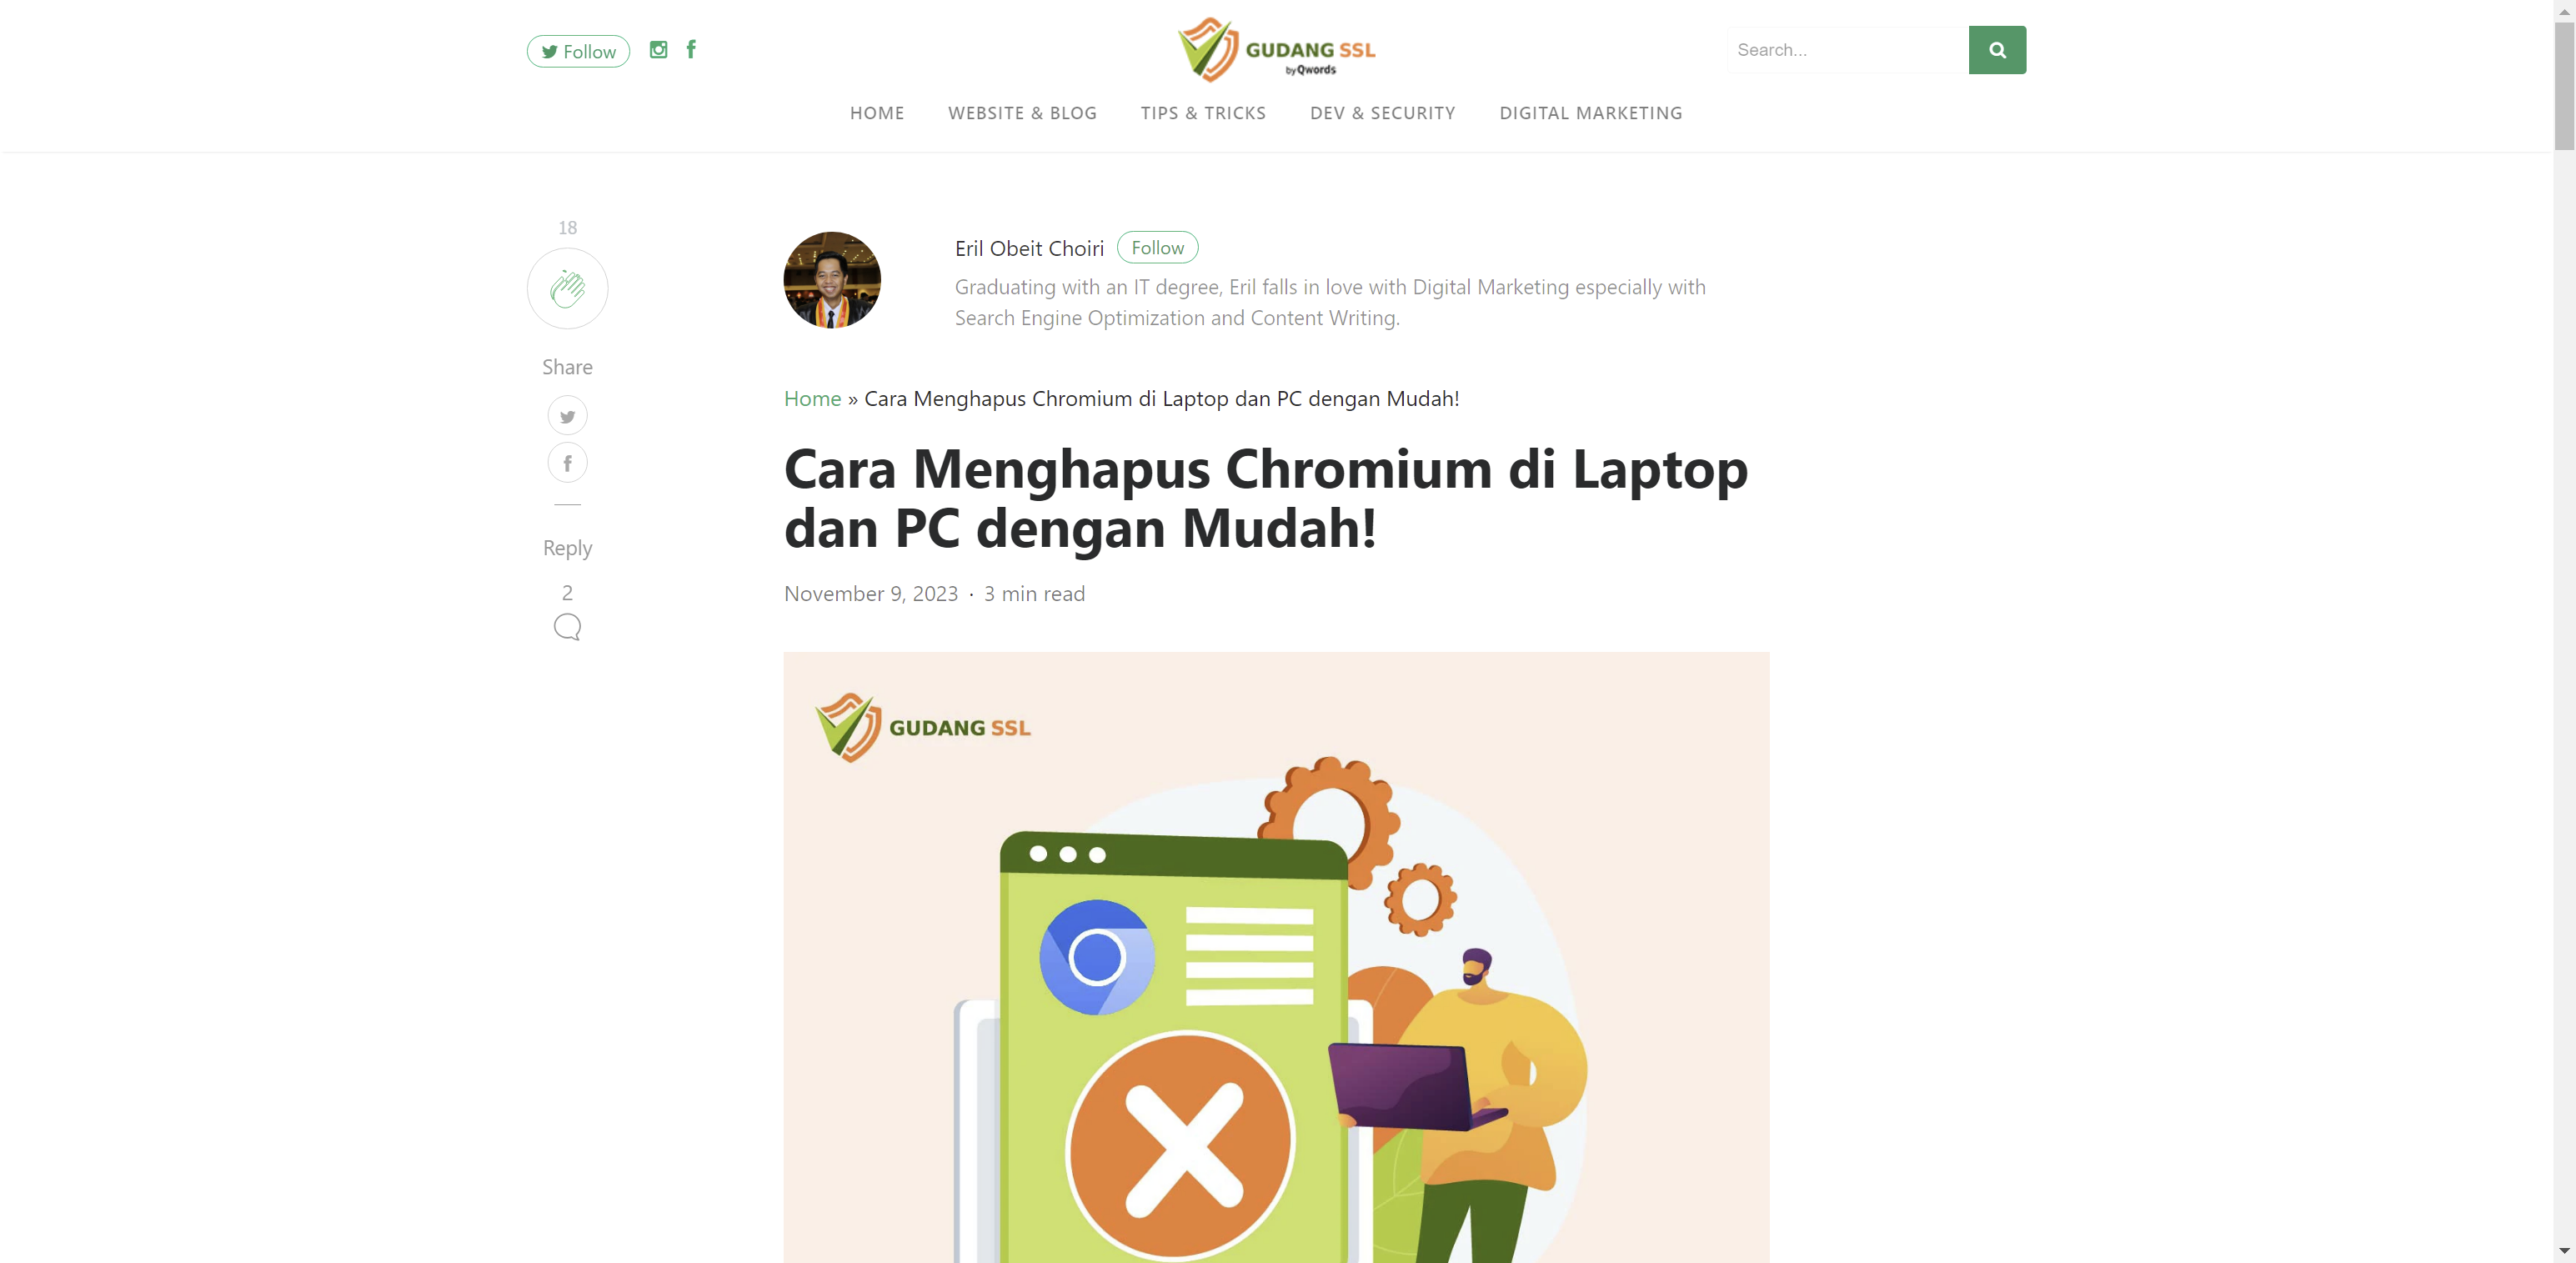 Follow
GUDANG SSL
by Qwords
Search...
HOME
WEBSITE & BLOG
TIPS & TRICKS
DEV & SECURITY
DIGITAL MARKETING
18
Share
Reply
2
Eril Obeit Choiri
Follow
Graduating with an IT degree, Eril falls in love with Digital Marketing especially with
Search Engine Optimization and Content Writing.
Home » Cara Menghapus Chromium di Laptop dan PC dengan Mudah!
Cara Menghapus Chromium di Laptop
dan PC dengan Mudah!
November 9, 2023 · 3 min read
GUDANG SSL